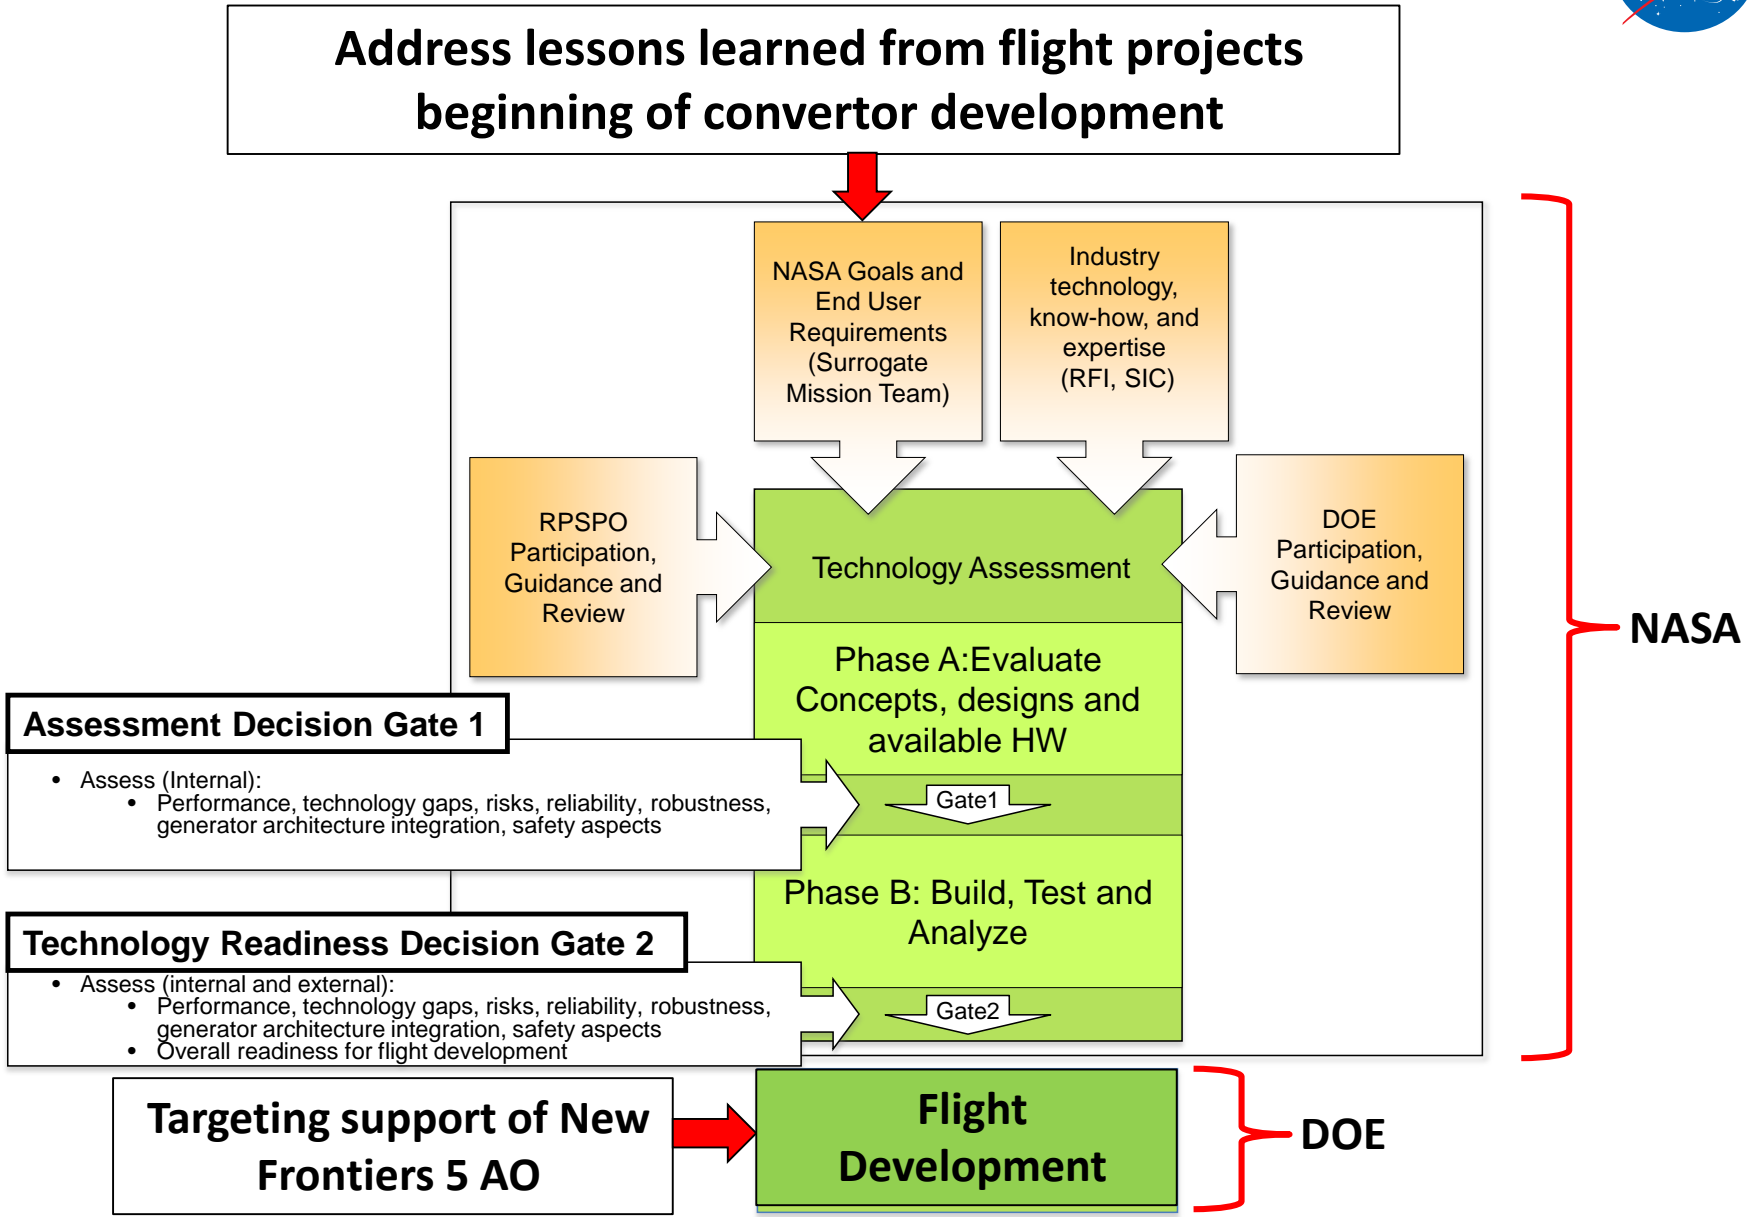 Address lessons learned from flight projects
beginning of convertor development
NASA Goals and
End User
Requirements
(Surrogate
Mission Team)
Industry
technology,
know-how, and
expertise
(RFI, SIC)
RPSPO
Participation,
Guidance and
Review
Technology Assessment
DOE
Participation,
Guidance and
Review
NASA
Phase A:Evaluate
Concepts, designs and
available HW
Assessment Decision Gate 1
• Assess (Internal):
• Performance, technology gaps, risks, reliability, robustness,
generator architecture integration, safety aspects
Gate1
Phase B: Build, Test and
Analyze
Technology Readiness Decision Gate 2
• Assess (internal and external):
• Performance, technology gaps, risks, reliability, robustness,
generator architecture integration, safety aspects
• Overall readiness for flight development
Gate2
Targeting support of New
Frontiers 5 AO
Flight
Development
DOE